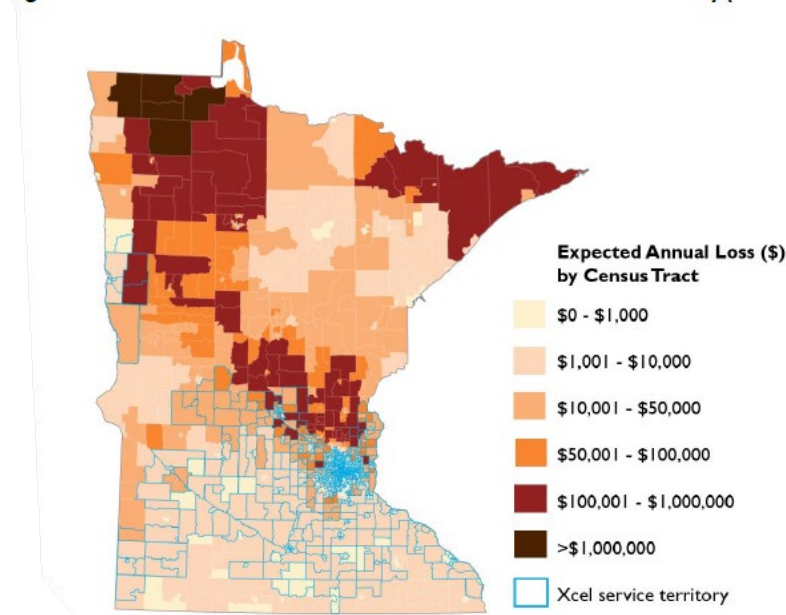 Expected Annual Loss ($)
by Census Tract
$0 - $1,000
$1,001 - $10,000
$10,001 - $50,000
$50,001 - $100,000
$100,001 - $1,000,000
>$1,000,000
Xcel service territory